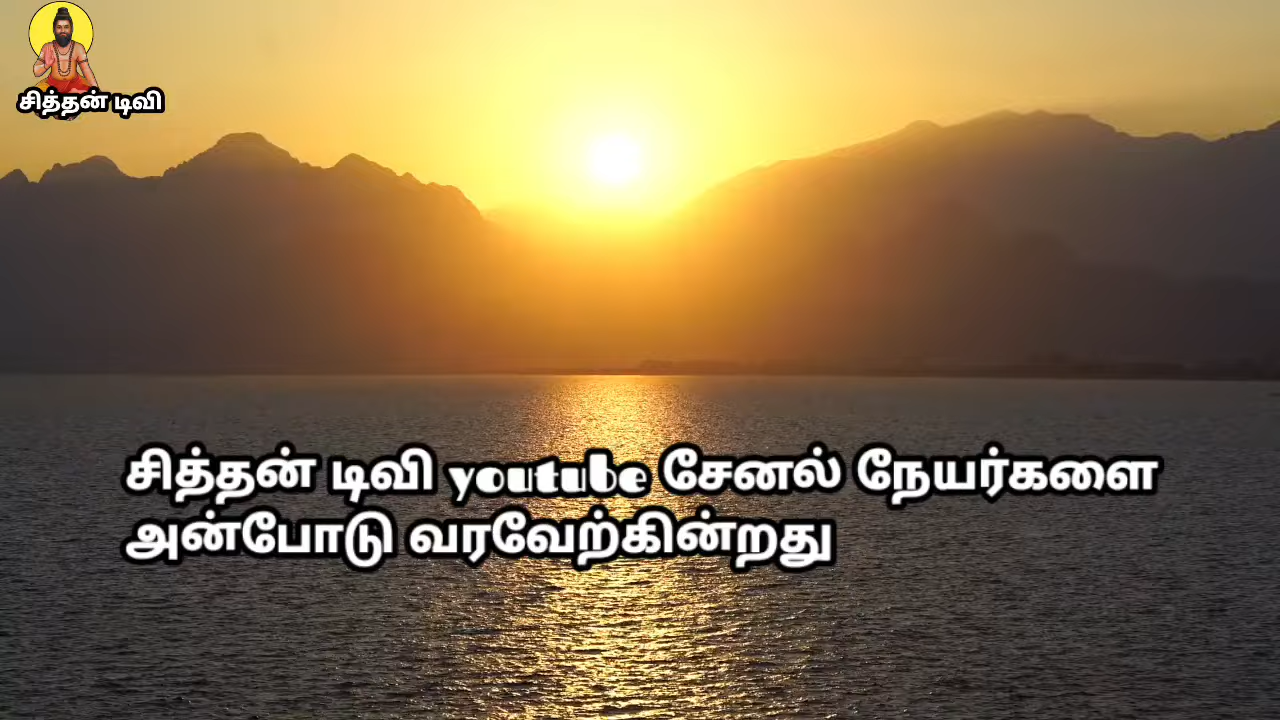 சித்தன் டிவி
சித்தன் டிவி youtube சேனல் நேயர்களை
அன்போடு வரவேற்கின்றது